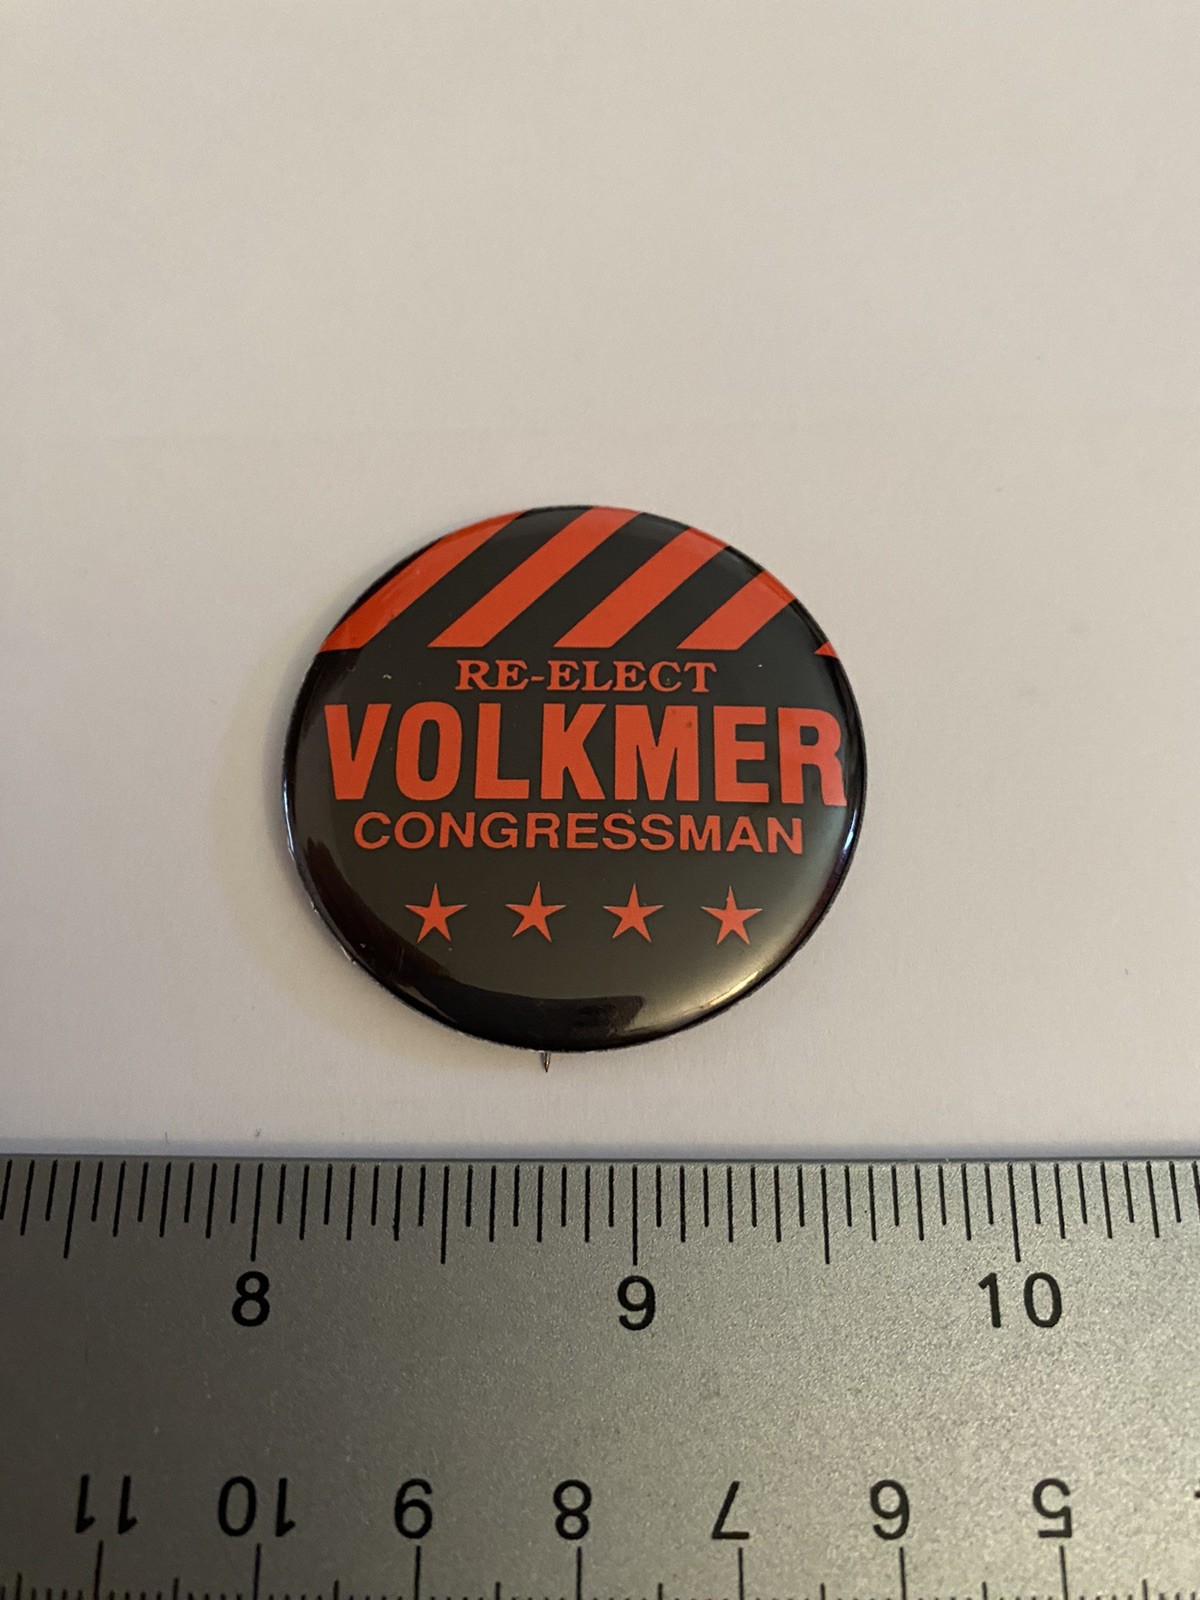 RE-ELECT
VOLKMER
CONGRESSMAN
8 9 10
11 10 9 8 7 6 5